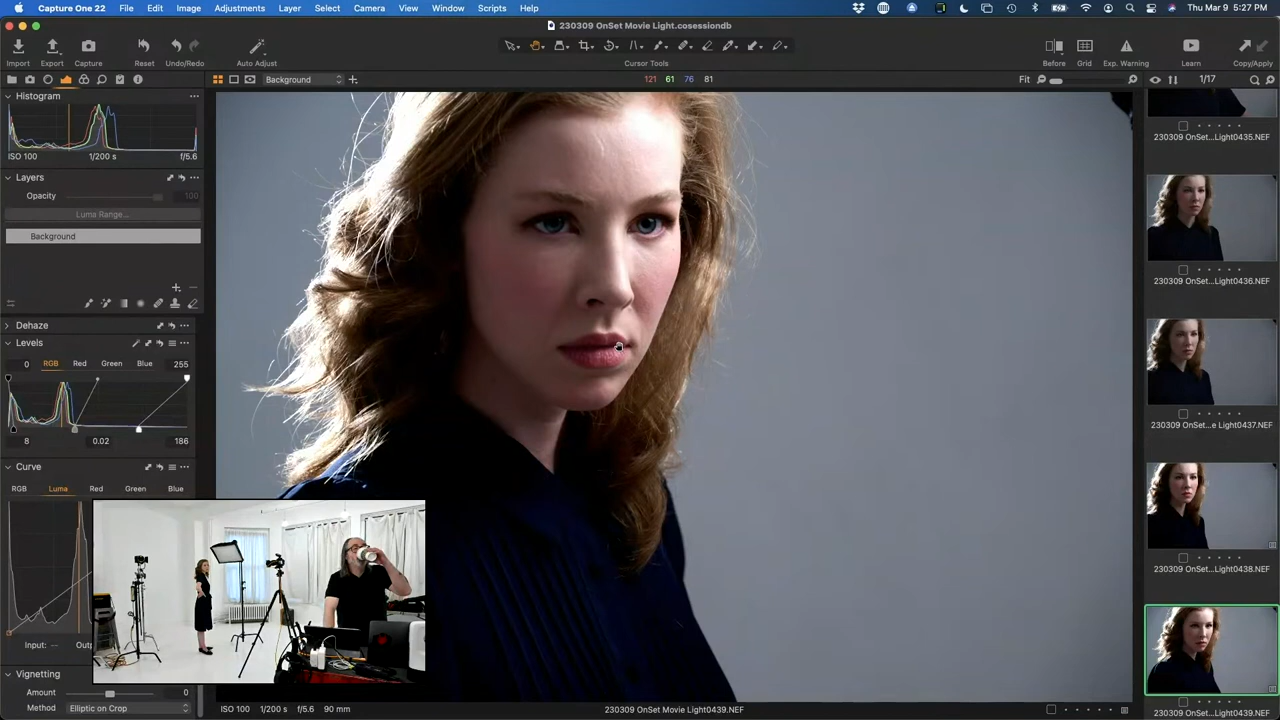 Capture One 22 File Edit Image Adjustments Layer Select Camera View Window Scripts Help Thu Mar 9 5:27 PM
230309 OnSet Movie Light.cosessiondb
Import Export Capture Reset Undo/Redo Auto Adjust Cursor Tools Before Grid Exp. Warning Learn Copy/Apply
Background 121 61 76 81 Fit 1/17
Histogram
ISO 100 1/200 s f/5.6
Layers
Opacity 100
Luma Range...
Background
Dehaze
Levels
0 RGB Red Green Blue 255
8 0.02 186
Curve
RGB Luma Red Green Blue
Input: -- Outp
Vignetting
Amount 0
Method Elliptic on Crop
ISO 100 1/200 s f/5.6 90 mm 230309 OnSet Movie Light0439.NEF
230309 OnSet...Light0435.NEF
230309 OnSet...Light0436.NEF
230309 OnSet...e Light0437.NEF
230309 OnSet...Light0438.NEF
230309 OnSet...Light0439.NEF